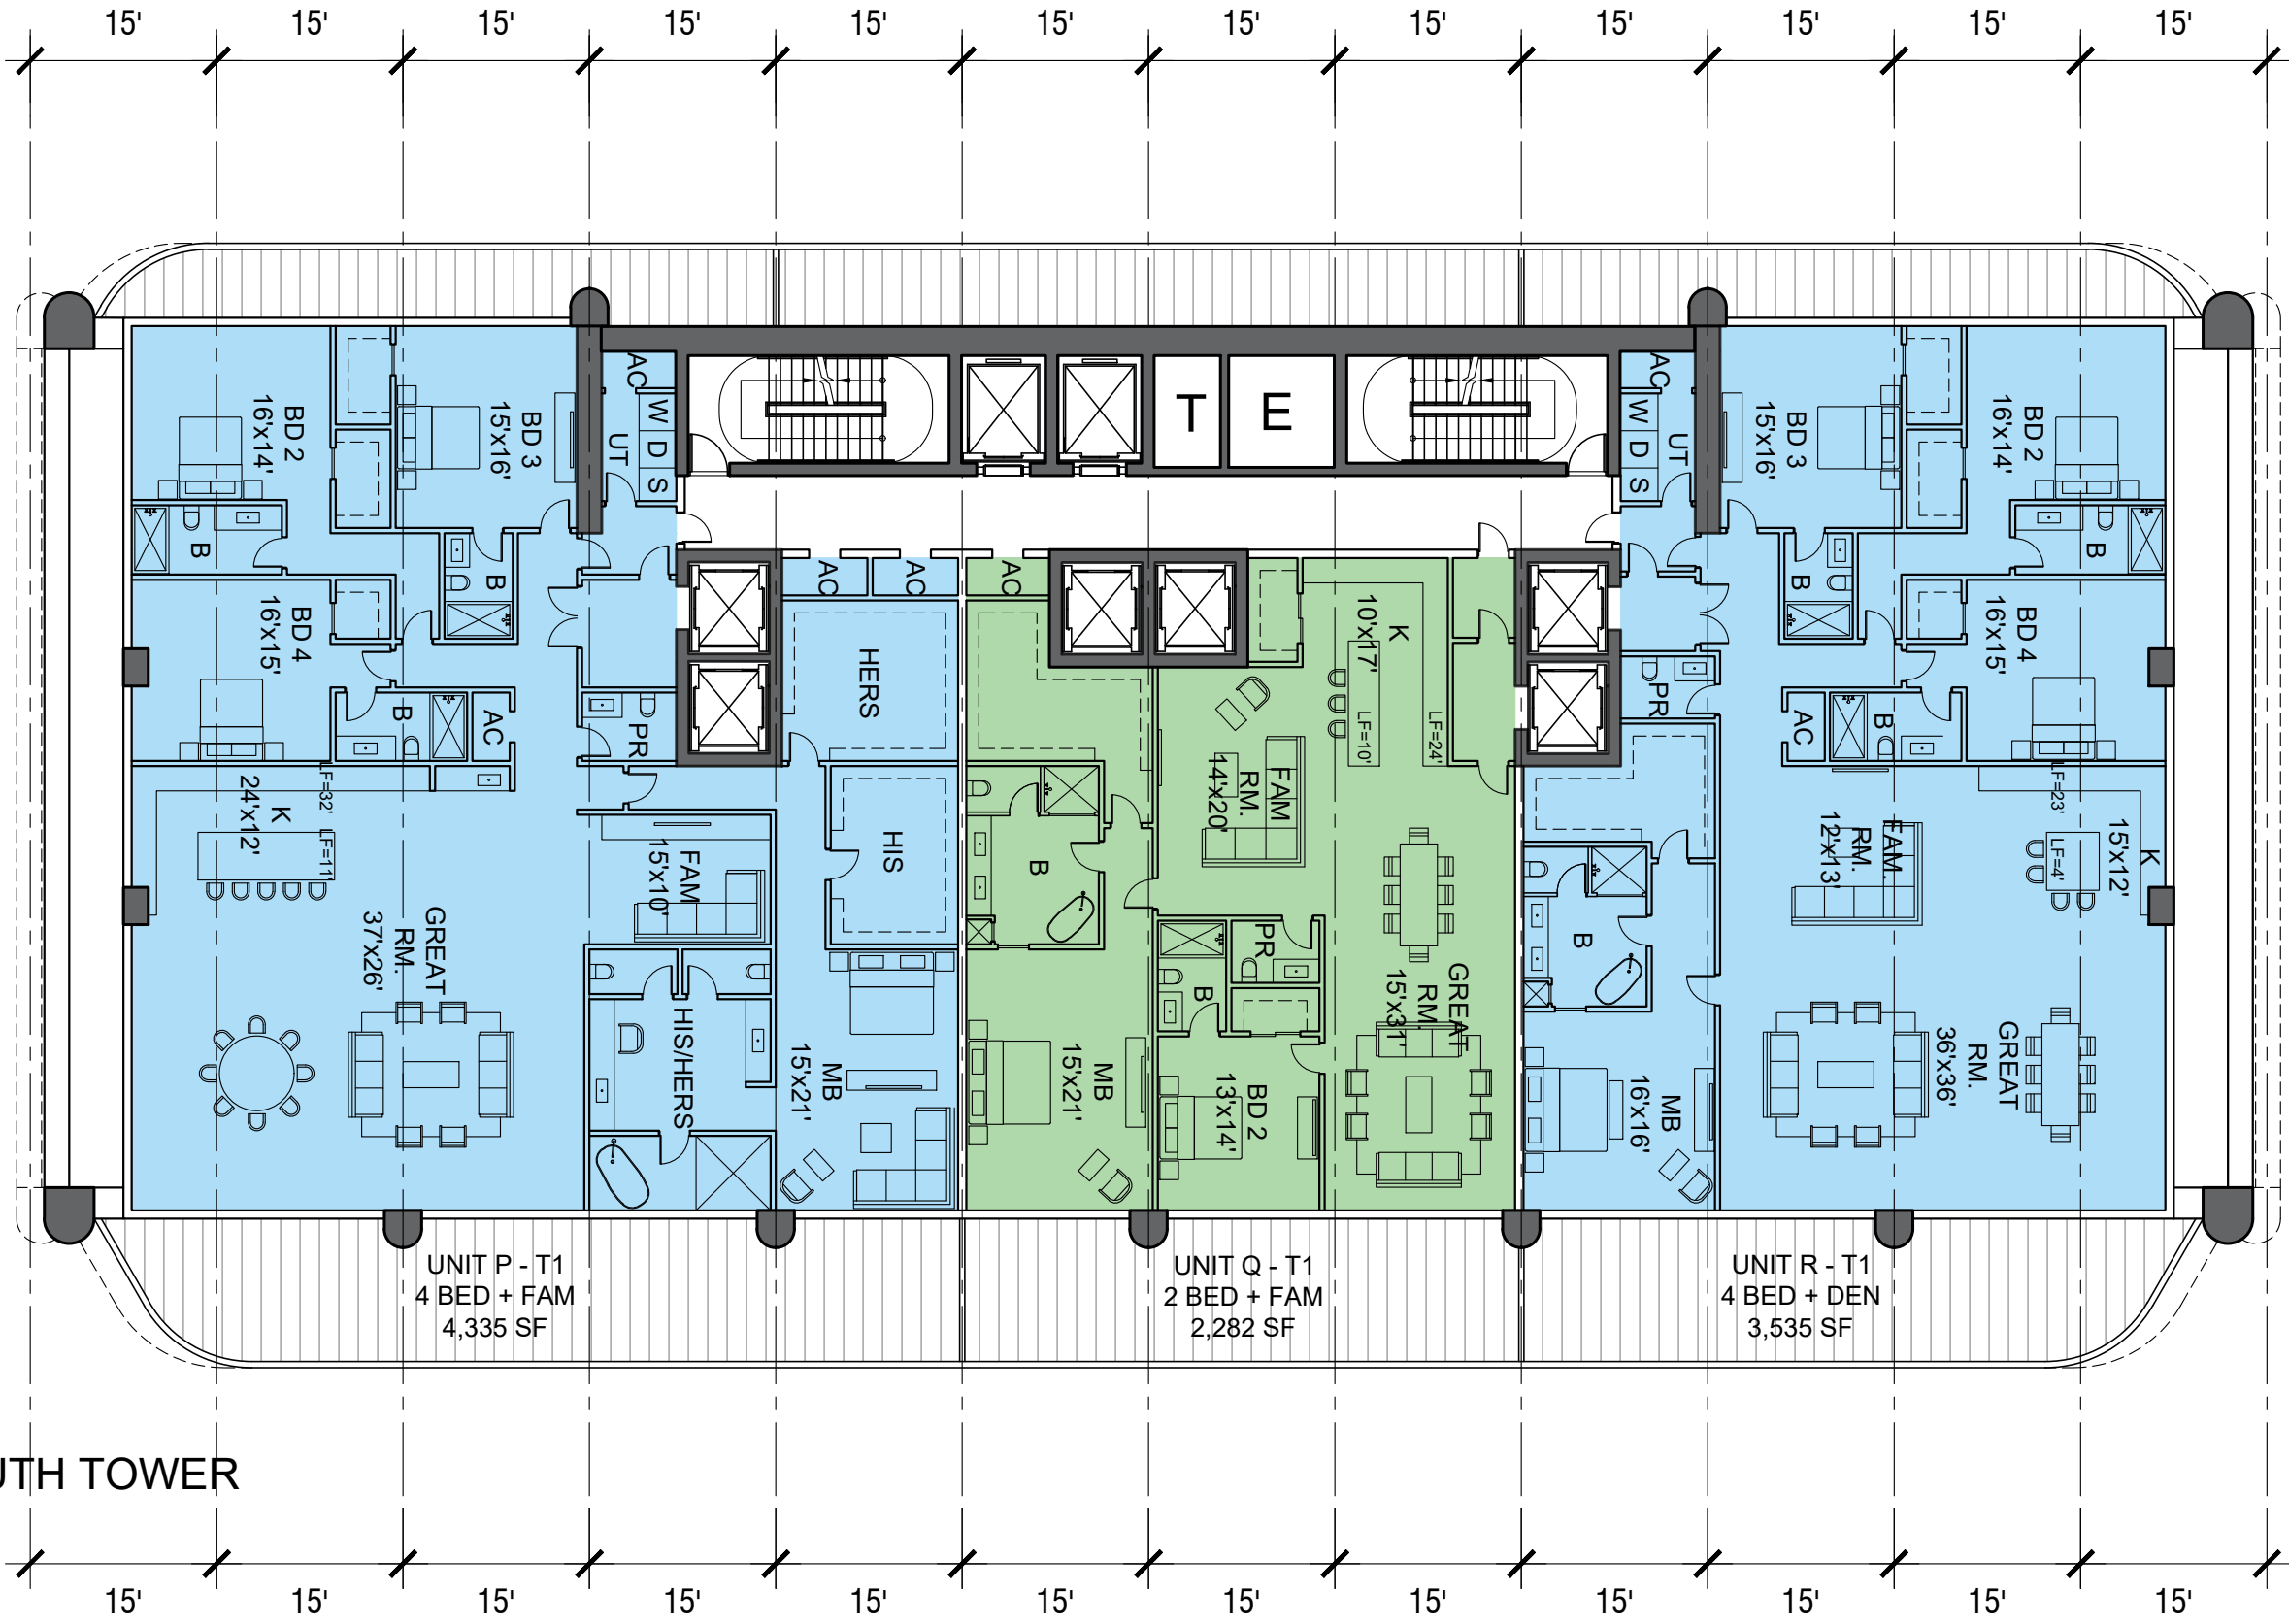 15' 15' 15' 15' 15' 15' 15' 15' 15' 15' 15' 15'
BD 2
16'x14'
BD 3
15'x16'
AC
W D S
UT
T
E
AC
W D S
UT
BD 3
15'x16'
BD 2
16'x14'
B
B
AC
AC
AC
B
B
BD 4
16'x15'
HERS
K
10'x17'
LF=10'
LF=24'
BD 4
16'x15'
B
AC
PR
PR
AC
B
K
24'x12'
LF=32'
LF=11'
FAM
15'x10'
HIS
B
FAM
RM.
14'x20'
B
FAM.
RM.
12'x13'
LF=23'
LF=4'
K
15'x12'
GREAT
RM.
37'x26'
HIS/HERS
MB
15'x21'
MB
15'x21'
B
PR
BD 2
13'x14'
GREAT
RM.
15'x31'
MB
16'x16'
GREAT
RM.
36'x36'
UNIT P - T1
4 BED + FAM
4,335 SF
UNIT Q - T1
2 BED + FAM
2,282 SF
UNIT R - T1
4 BED + DEN
3,535 SF
UTH TOWER
15' 15' 15' 15' 15' 15' 15' 15' 15' 15' 15' 15'